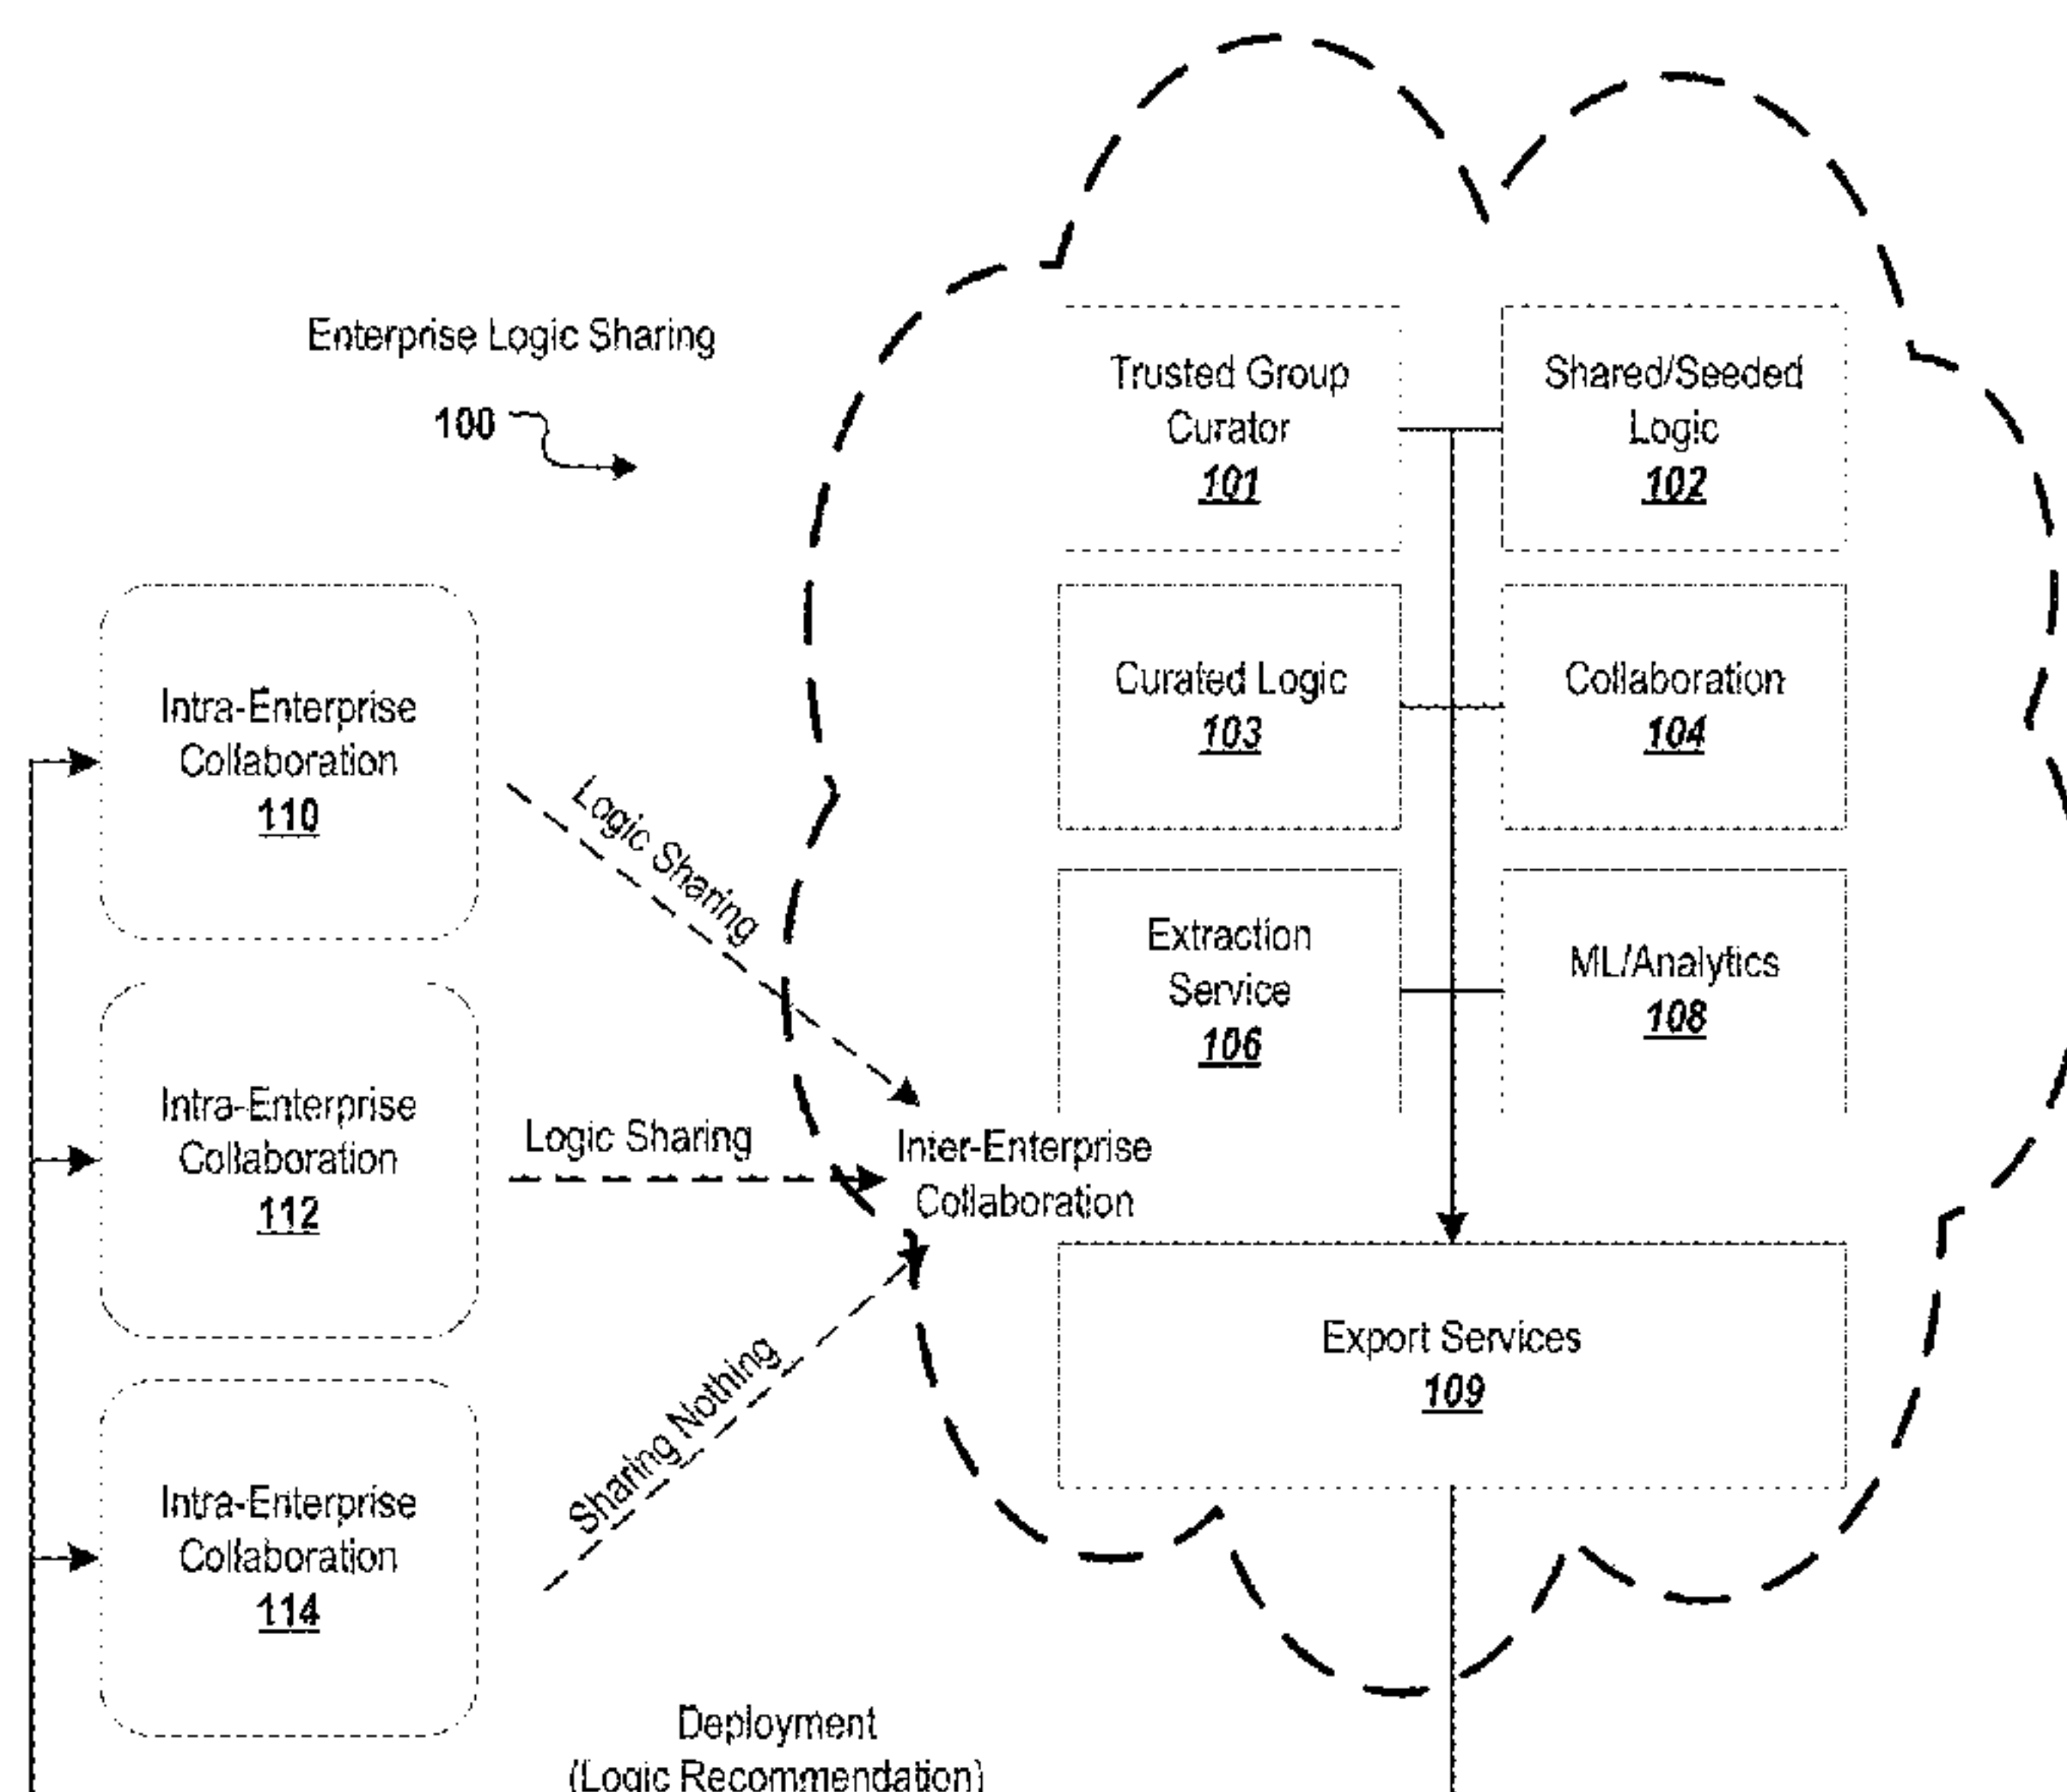 Enterprise Logic Sharing
100
Trusted Group
Curator
101
Shared/Seeded
Logic
102
Curated Logic
103
Collaboration
104
Extraction
Service
106
ML/Analytics
108
Intra-Enterprise
Collaboration
110
Intra-Enterprise
Collaboration
112
Intra-Enterprise
Collaboration
114
Logic Sharing
Logic Sharing
Sharing Nothing
Inter-Enterprise
Collaboration
Export Services
109
Deployment
(Logic Recommendation)